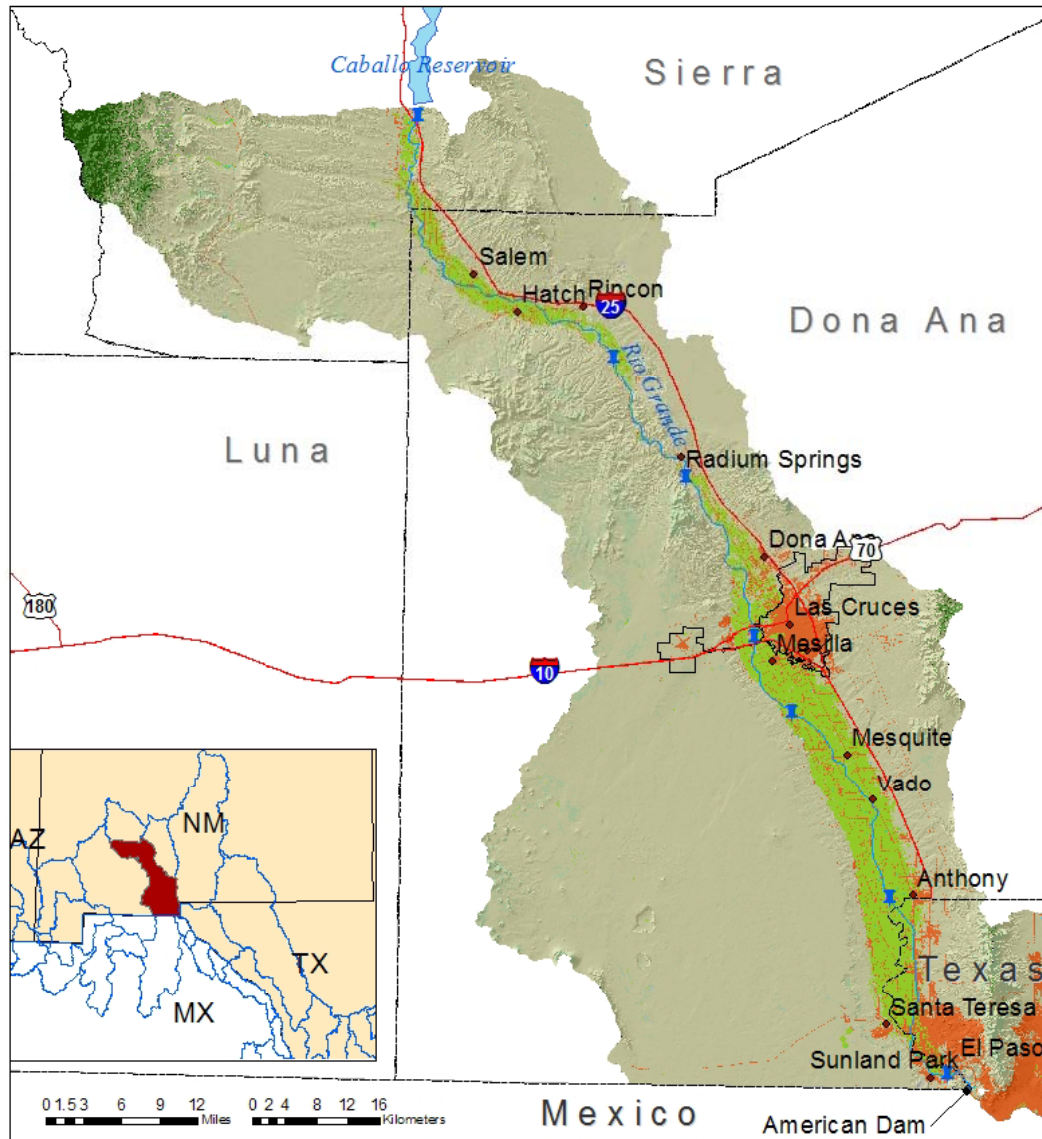 Caballo Reservoir
Sierra
Salem
Hatch
Rincon
25
Dona Ana
Rio Grande
Luna
Radium Springs
Dona Ana
70
180
Las Cruces
Mesilla
10
Mesquite
Vado
NM
AZ
Anthony
TX
Texas
MX
Santa Teresa
El Paso
Sunland Park
0 1.5 3 6 9 12
Miles
0 2 4 8 12 16
Kilometers
Mexico
American Dam